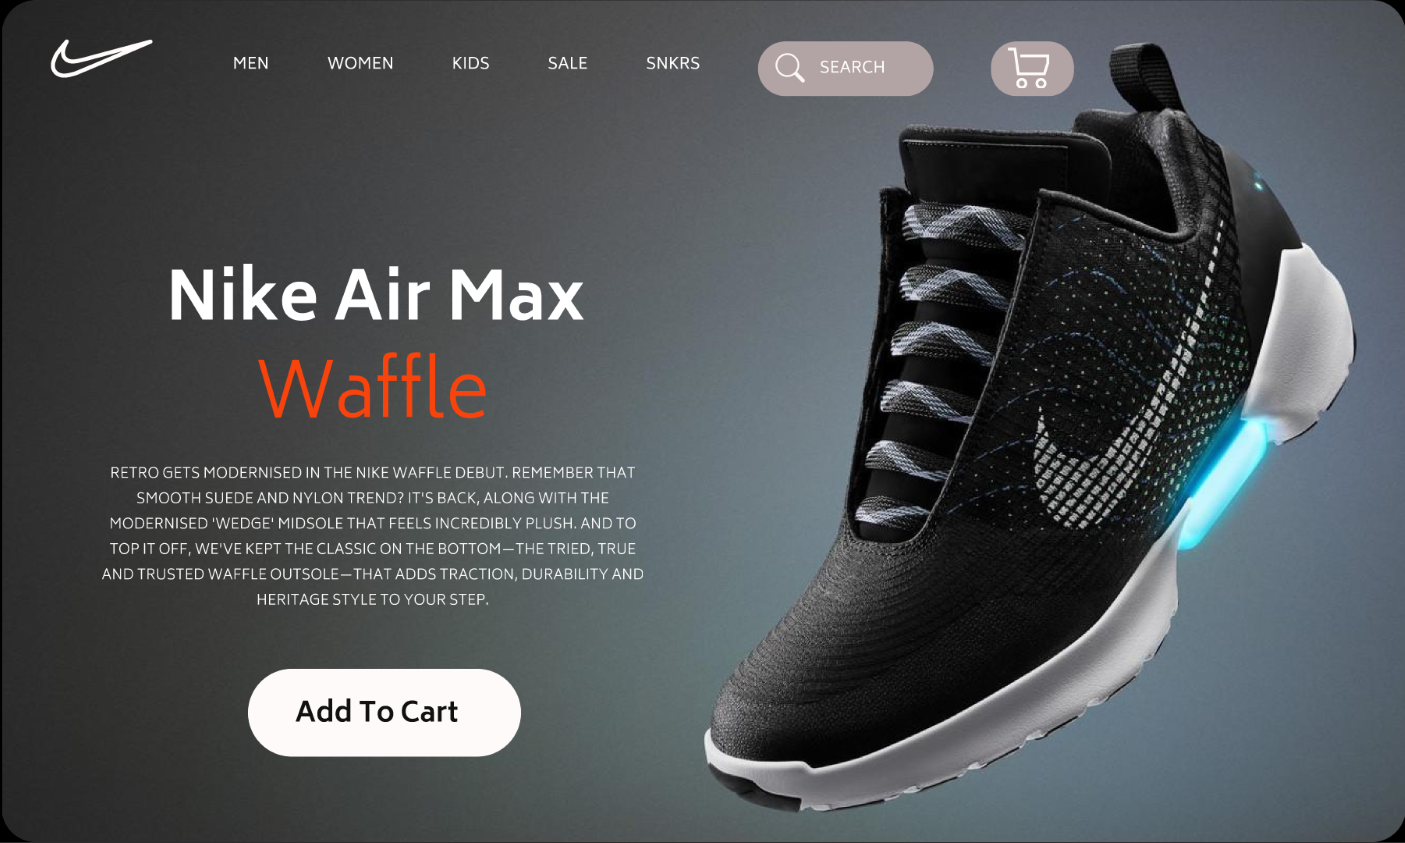 MEN WOMEN KIDS SALE SNKRS SEARCH
Nike Air Max
Waffle
RETRO GETS MODERNISED IN THE NIKE WAFFLE DEBUT. REMEMBER THAT
SMOOTH SUEDE AND NYLON TREND? IT'S BACK, ALONG WITH THE
MODERNISED 'WEDGE' MIDSOLE THAT FEELS INCREDIBLY PLUSH. AND TO
TOP IT OFF, WE'VE KEPT THE CLASSIC ON THE BOTTOM—THE TRIED, TRUE
AND TRUSTED WAFFLE OUTSOLE—THAT ADDS TRACTION, DURABILITY AND
HERITAGE STYLE TO YOUR STEP.
Add To Cart